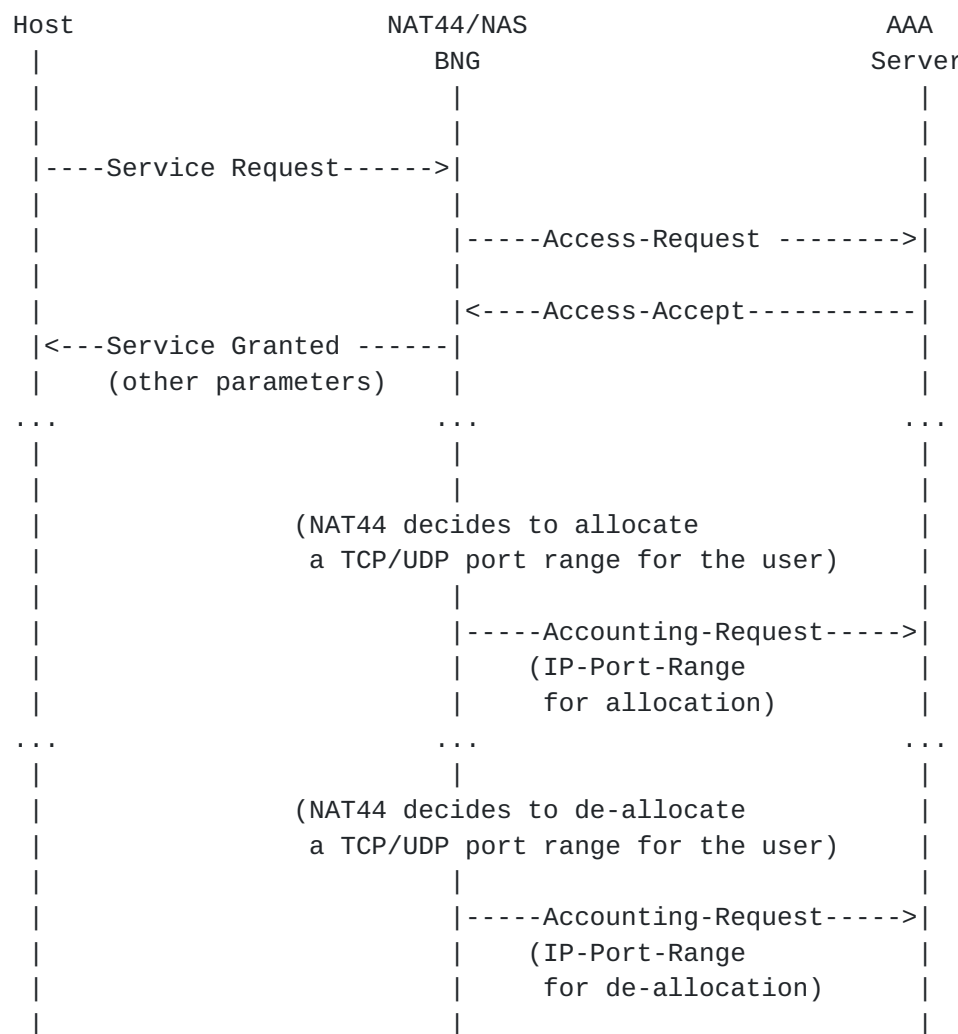 Host NAT44/NAS AAA
BNG Server
----Service Request------>
-----Access-Request -------->
<----Access-Accept-----------
<---Service Granted ------
(other parameters)
... ... ...
(NAT44 decides to allocate
a TCP/UDP port range for the user)
-----Accounting-Request----->
(IP-Port-Range
for allocation)
... ... ...
(NAT44 decides to de-allocate
a TCP/UDP port range for the user)
-----Accounting-Request----->
(IP-Port-Range
for de-allocation)